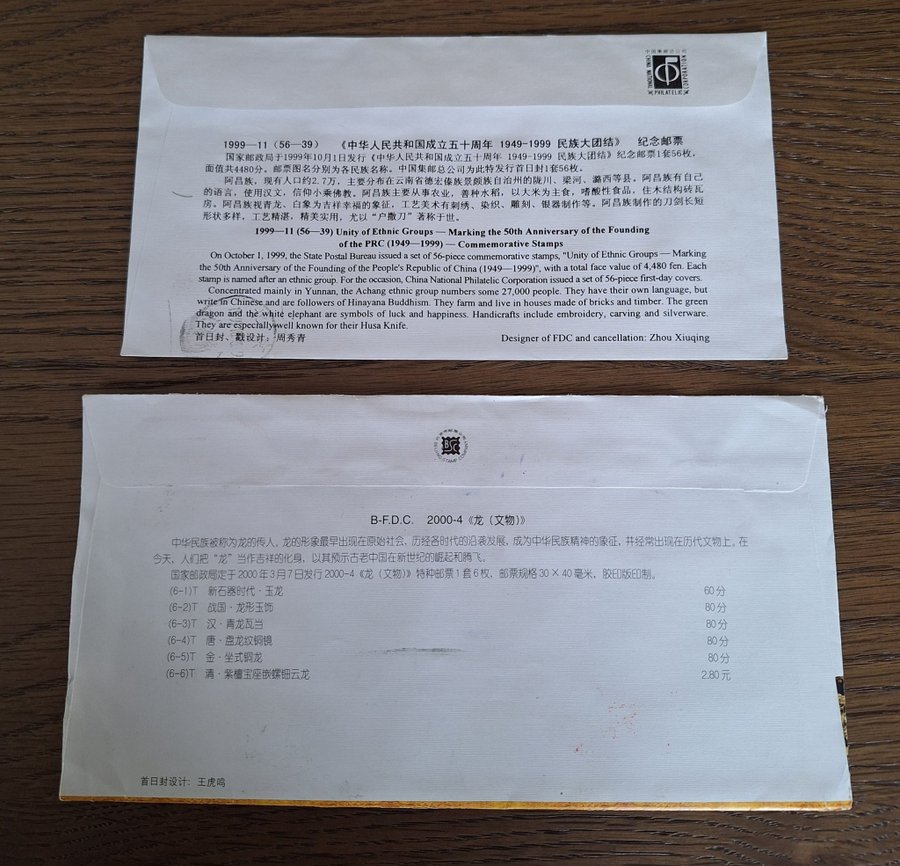 中国集邮总公司
CHINA NATIONAL
PHILATELIC
CORPORATION
1999—11 (56—39) 《中华人民共和国成立五十周年 1949-1999 民族大团结》 纪念邮票
国家邮政局于1999年10月1日发行《中华人民共和国成立五十周年 1949-1999 民族大团结》纪念邮票1套56枚,
面值共4480分。邮票图名分别为各民族名称。中国集邮总公司为此特发行首日封1套56枚。
阿昌族,现有人口约2.7万,主要分布在云南省德宏傣族景颇族自治州的陇川、梁河、潞西等县。阿昌族有自己
的语言,使用汉文,信仰小乘佛教。阿昌族主要从事农业,善种水稻,以大米为主食,嗜酸性食品,住木结构砖瓦
房。阿昌族视青龙、白象为吉祥幸福的象征,工艺美术有刺绣、染织、雕刻、银器制作等。阿昌族制作的刀剑长短
形状多样,工艺精湛,精美实用,尤以“户撒刀”著称于世。
1999—11 (56—39) Unity of Ethnic Groups — Marking the 50th Anniversary of the Founding
of the PRC (1949—1999) — Commemorative Stamps
On October 1, 1999, the State Postal Bureau issued a set of 56-piece commemorative stamps, "Unity of Ethnic Groups — Marking
the 50th Anniversary of the Founding of the People's Republic of China (1949—1999)", with a total face value of 4,480 fen. Each
stamp is named after an ethnic group. For the occasion, China National Philatelic Corporation issued a set of 56-piece first-day covers.
Concentrated mainly in Yunnan, the Achang ethnic group numbers some 27,000 people. They have their own language, but
write in Chinese and are followers of Hinayana Buddhism. They farm and live in houses made of bricks and timber. The green
dragon and the white elephant are symbols of luck and happiness. Handicrafts include embroidery, carving and silverware.
They are especially well known for their Husa Knife.
首日封、戳设计:周秀青 Designer of FDC and cancellation: Zhou Xiuqing
B-F.D.C. 2000-4《龙(文物)》
中华民族被称为龙的传人。龙的形象最早出现在原始社会,历经各时代的沿袭发展,成为中华民族精神的象征,并经常出现在历代文物上。在
今天,人们把“龙”当作吉祥的化身,以其预示古老中国在新世纪的崛起和腾飞。
国家邮政局定于2000年3月7日发行2000-4《龙(文物)》特种邮票1套6枚,邮票规格30×40毫米,胶印版印制。
(6-1)T 新石器时代·玉龙 60分
(6-2)T 战国·龙形玉饰 80分
(6-3)T 汉·青龙瓦当 80分
(6-4)T 唐·盘龙纹铜镜 80分
(6-5)T 金·坐式铜龙 80分
(6-6)T 清·紫檀宝座嵌螺钿云龙 2.80元
首日封设计:王虎鸣